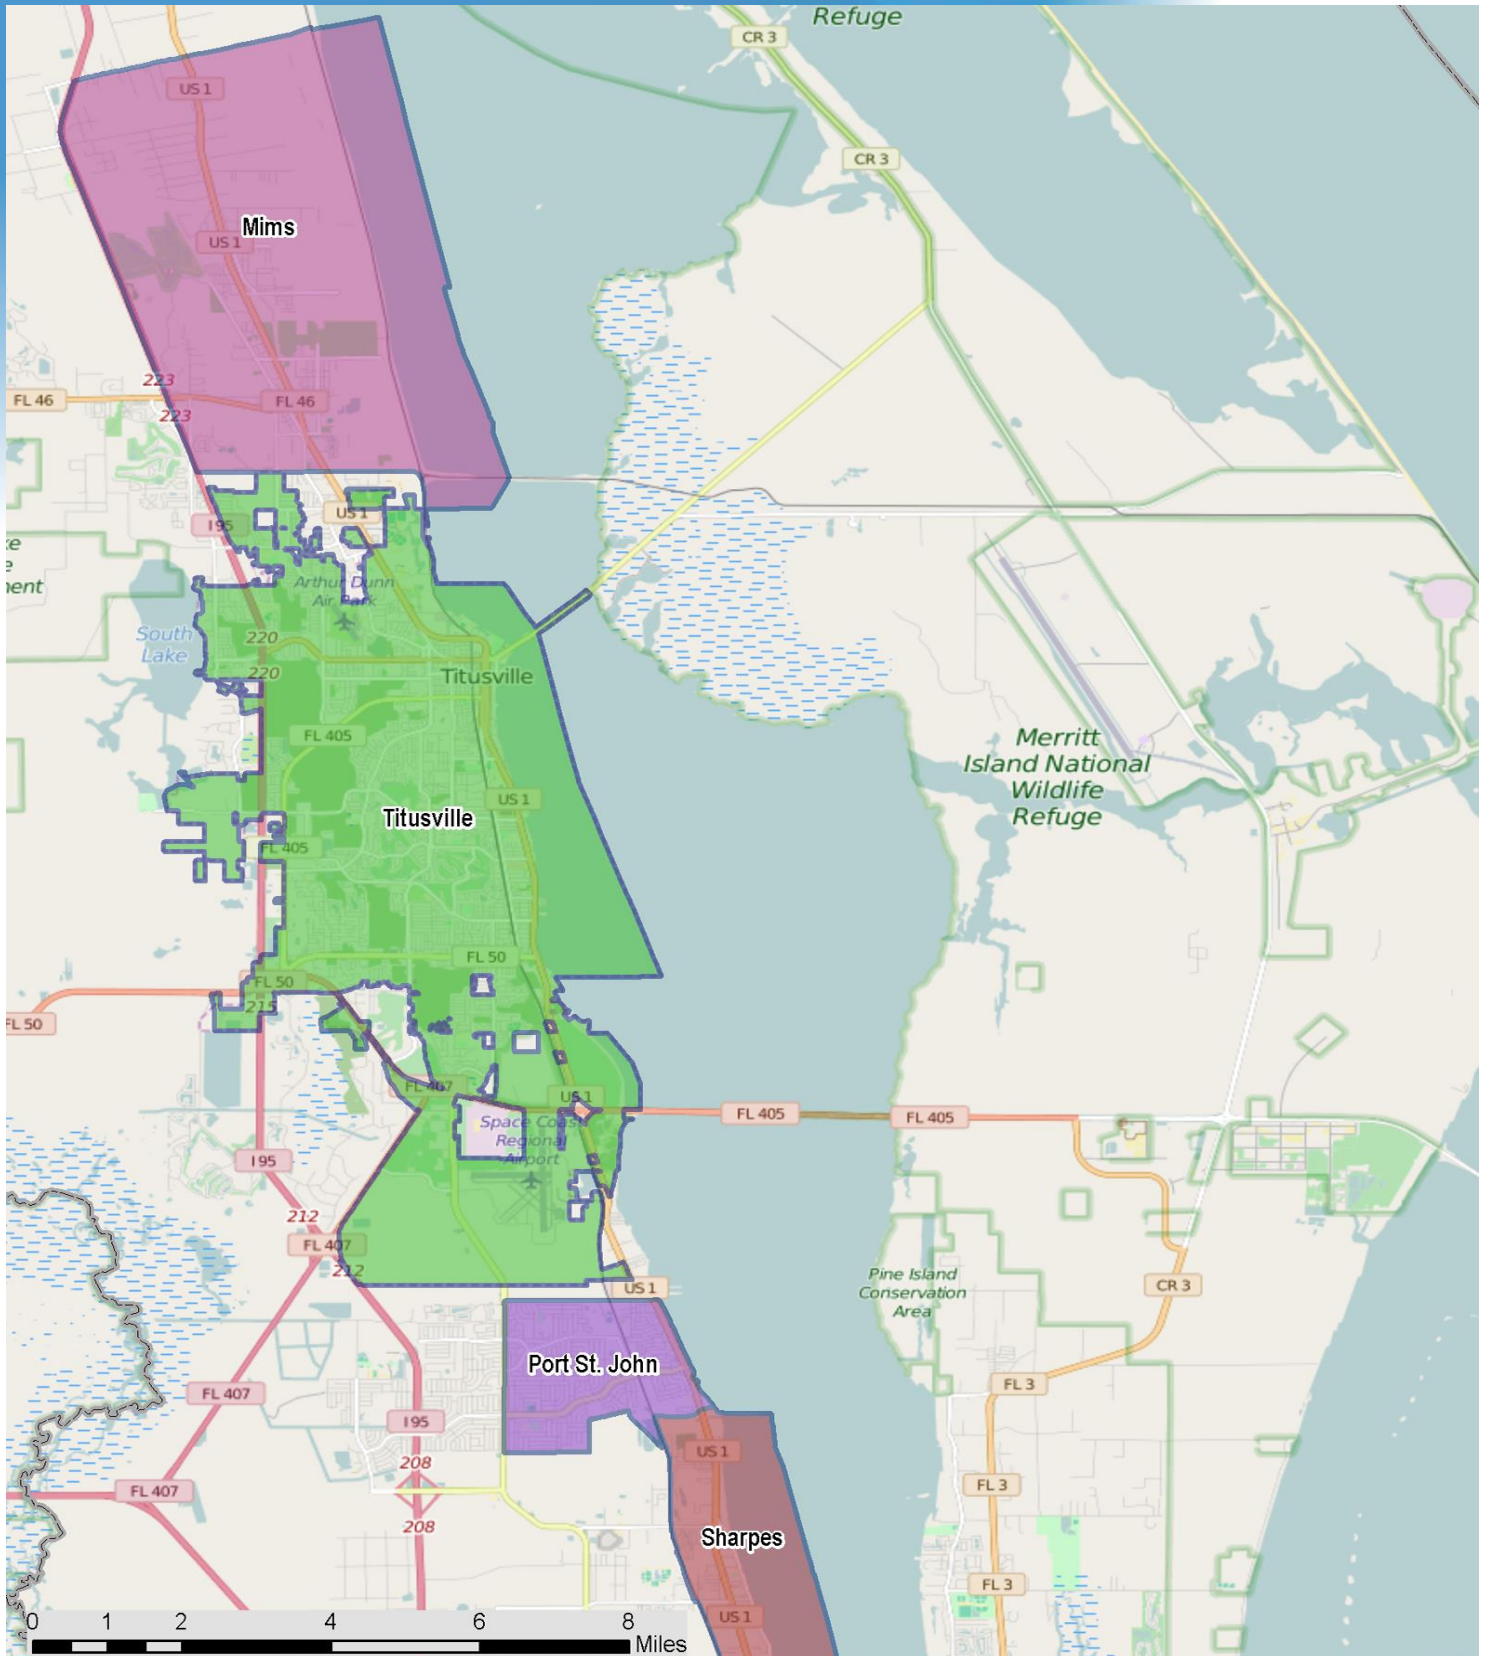 Refuge
CR 3
US 1
CR 3
Mims
US 1
223
FL 46
FL 46
223
US 1
I 95
ke
e
ment
Arthur Dunn
Air Park
South
Lake
220
220
Titusville
FL 405
Merritt
Island National
Wildlife
Refuge
US 1
Titusville
FL 405
FL 50
FL 50
215
FL 50
FL 407
US 1
FL 405
FL 405
Space Coast
Regional
Airport
I 95
212
FL 407
212
US 1
Pine Island
Conservation
Area
CR 3
Port St. John
FL 3
FL 407
I 95
US 1
208
FL 3
FL 407
208
Sharpes
FL 3
US 1
0 1 2 4 6 8
Miles